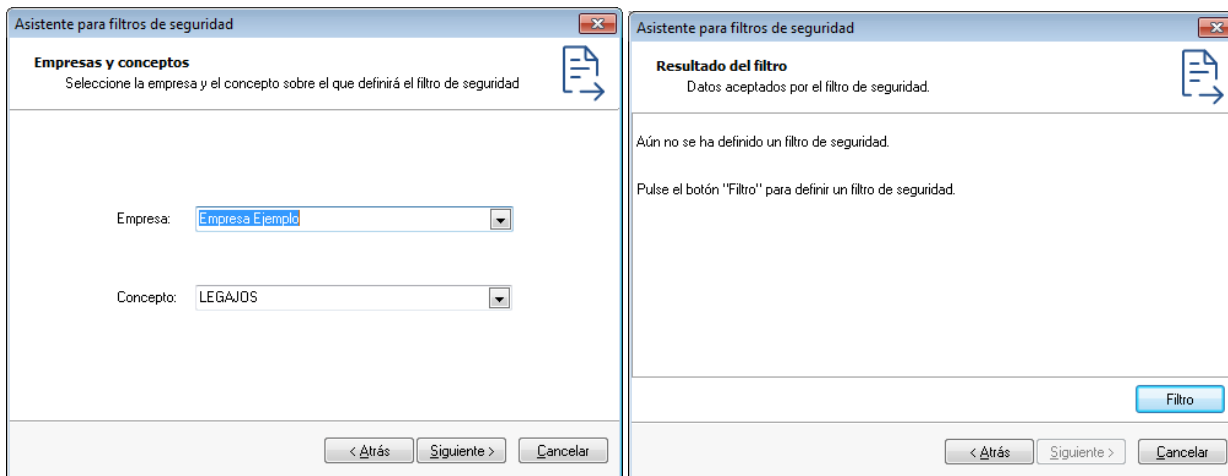 Asistente para filtros de seguridad
Empresas y conceptos
Seleccione la empresa y el concepto sobre el que definirá el filtro de seguridad
Empresa:
Empresa Ejemplo
Concepto:
LEGAJOS
< Atrás
Siguiente >
Cancelar
Asistente para filtros de seguridad
Resultado del filtro
Datos aceptados por el filtro de seguridad.
Aún no se ha definido un filtro de seguridad.
Pulse el botón "Filtro" para definir un filtro de seguridad.
Filtro
< Atrás
Siguiente >
Cancelar